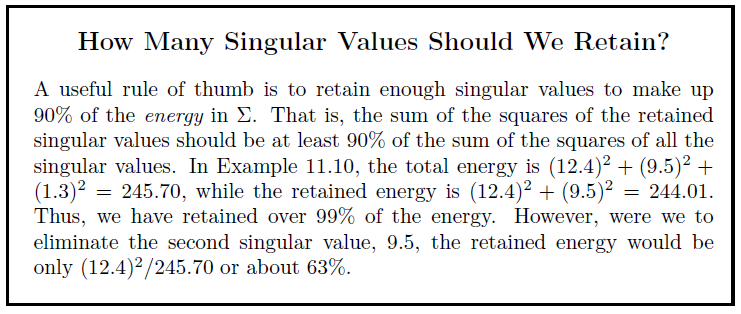 How Many Singular Values Should We Retain?
A useful rule of thumb is to retain enough singular values to make up
90% of the energy in Σ. That is, the sum of the squares of the retained
singular values should be at least 90% of the sum of the squares of all the
singular values. In Example 11.10, the total energy is (12.4)² + (9.5)² +
(1.3)² = 245.70, while the retained energy is (12.4)² + (9.5)² = 244.01.
Thus, we have retained over 99% of the energy. However, were we to
eliminate the second singular value, 9.5, the retained energy would be
only (12.4)²/245.70 or about 63%.